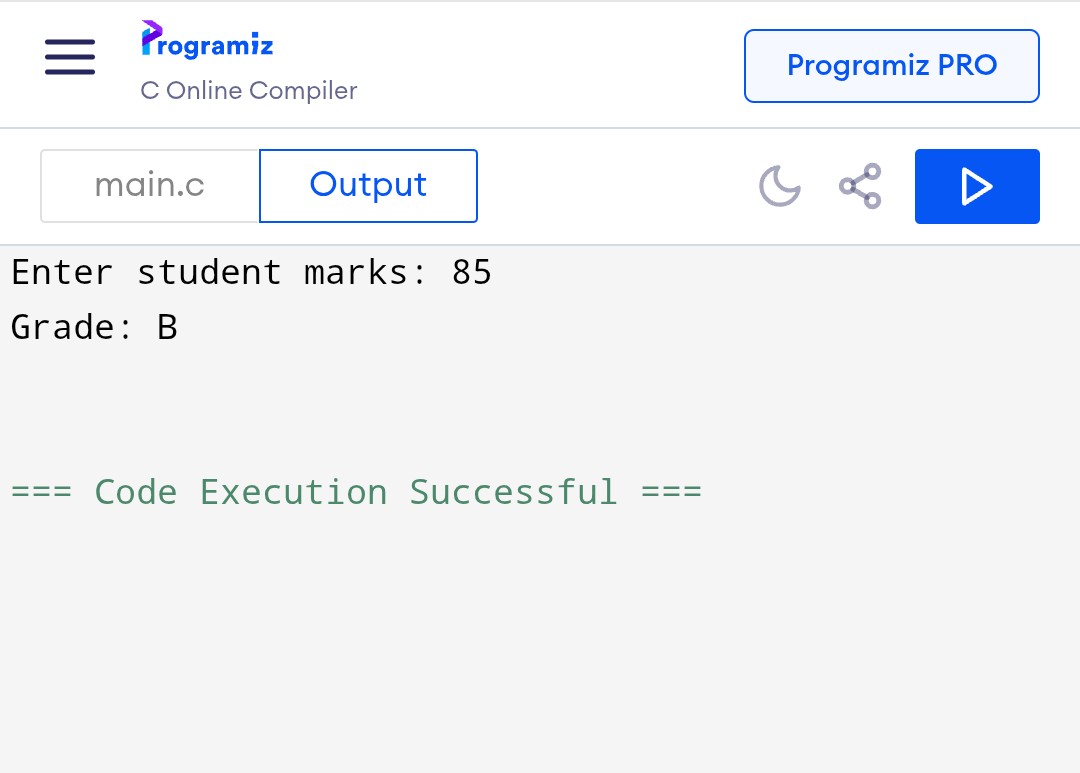 Programiz
C Online Compiler
Programiz PRO
main.c
Output
Enter student marks: 85
Grade: B
=== Code Execution Successful ===